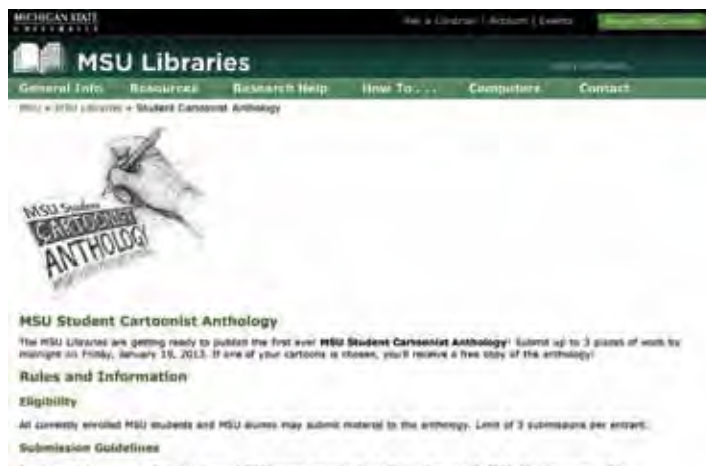 MICHIGAN STATE
UNIVERSITY
Ask a Librarian | Account | Events
MSU Libraries
General Info Resources Research Help How To . . . Computers Contact
MSU » MSU Libraries » Student Cartoonist Anthology
MSU Student
CARTOONIST
ANTHOLOGY
MSU Student Cartoonist Anthology
The MSU Libraries are getting ready to publish the first ever MSU Student Cartoonist Anthology! Submit up to 3 pieces of work by
midnight on Friday, January 2013. If one of your cartoons is chosen, you'll receive a free copy of the anthology!
Rules and Information
Eligibility
All currently enrolled MSU students and MSU alumni may submit material to the anthology. Limit of 3 submissions per entrant.
Submission Guidelines